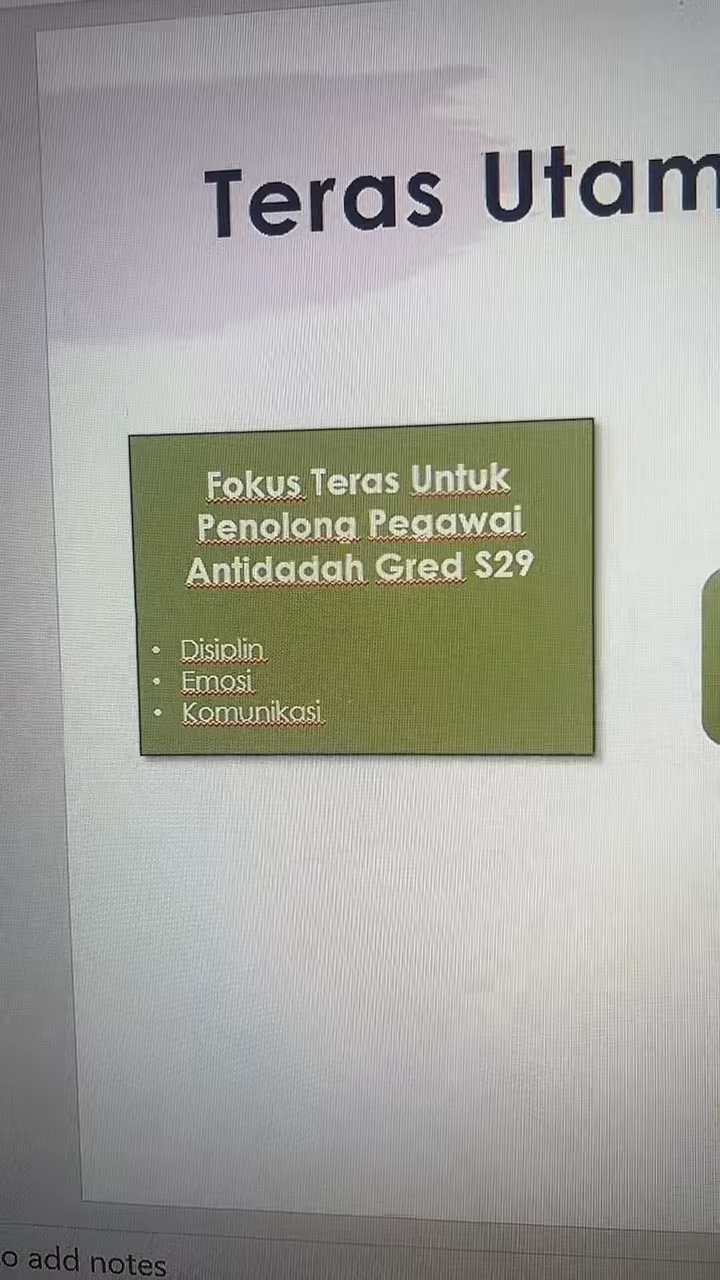 Teras Utam
Fokus Teras Untuk
Penolong Pegawai
Antidadah Gred S29
• Disiplin
• Emosi
• Komunikasi
o add notes